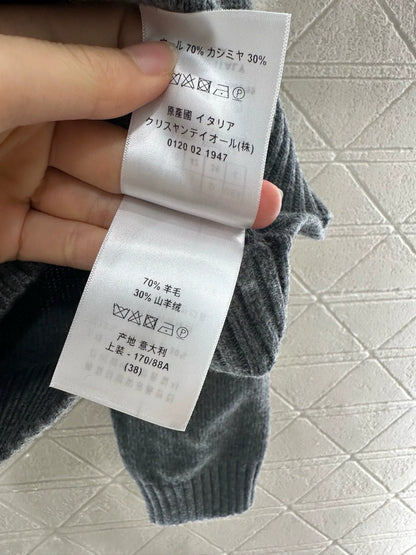 ウール 70% カシミヤ 30%
原産國 イタリア
クリスチャンディオール(株)
0120 02 1947
70% 羊毛
30% 山羊绒
产地 意大利
上装 - 170/88A
(38)